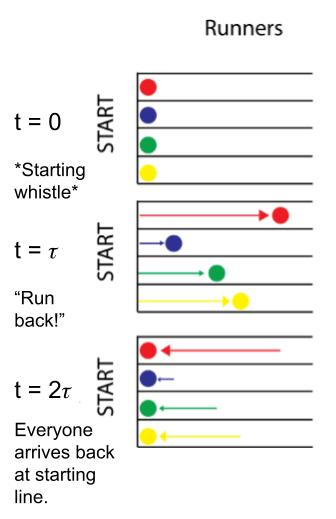 Runners
t = 0
START
*Starting
whistle*
t = τ
START
“Run
back!”
t = 2τ
START
Everyone
arrives back
at starting
line.